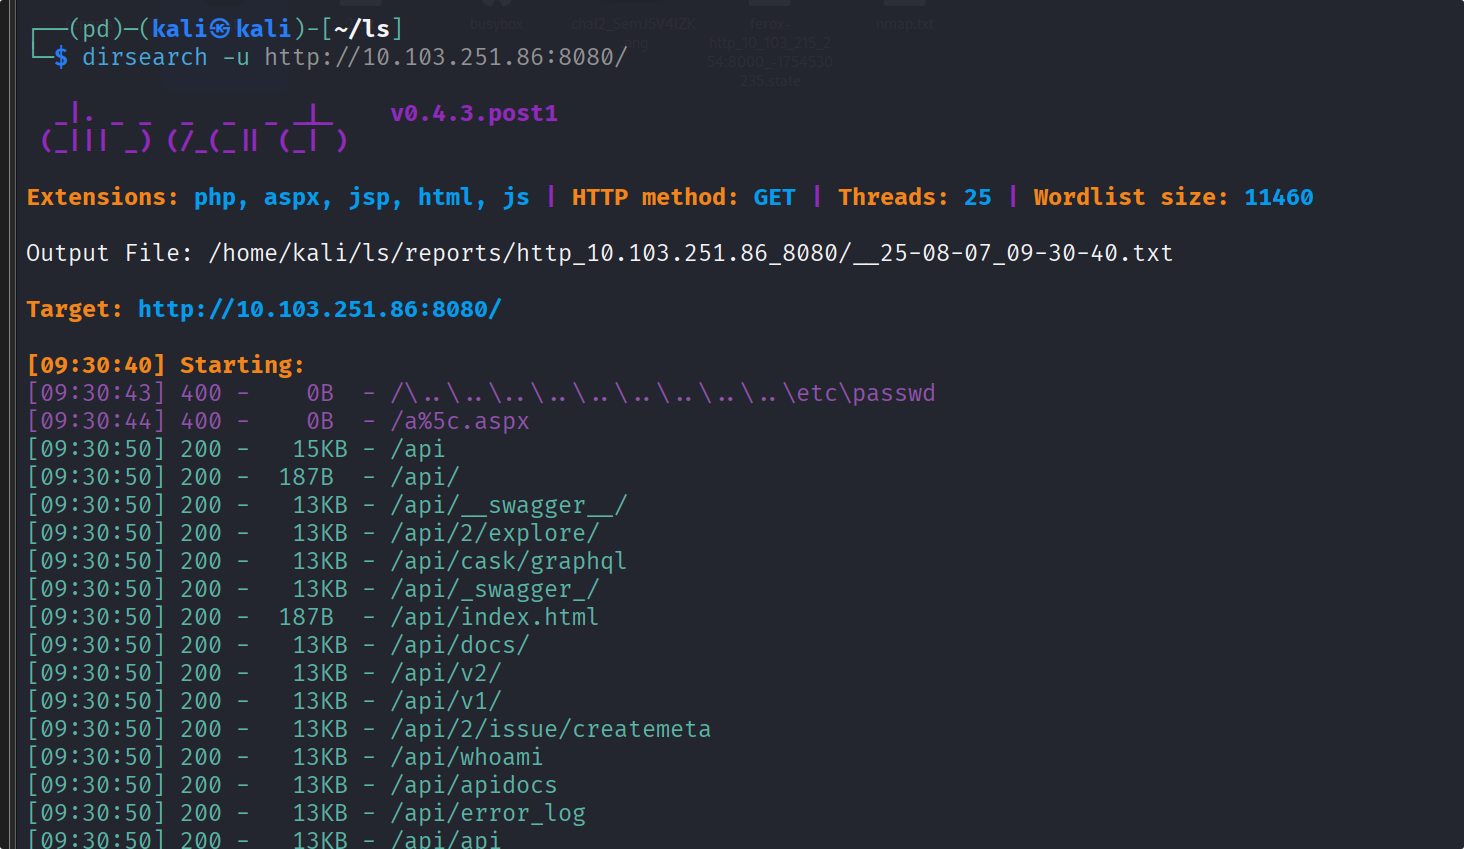 (pd)-(kali㉿kali)-[~/ls]
busybox
nmap.txt
$ dirsearch -u http://10.103.251.86:8080/
v0.4.3.post1
Extensions: php, aspx, jsp, html, js | HTTP method: GET | Threads: 25 | Wordlist size: 11460
Output File: /home/kali/ls/reports/http_10.103.251.86_8080/__25-08-07_09-30-40.txt
Target: http://10.103.251.86:8080/
[09:30:40] Starting:
[09:30:43] 400 - 0B - /\..\..\..\..\..\..\..\..\..\etc\passwd
[09:30:44] 400 - 0B - /a%5c.aspx
[09:30:50] 200 - 15KB - /api
[09:30:50] 200 - 187B - /api/
[09:30:50] 200 - 13KB - /api/__swagger__/
[09:30:50] 200 - 13KB - /api/2/explore/
[09:30:50] 200 - 13KB - /api/cask/graphql
[09:30:50] 200 - 13KB - /api/_swagger_/
[09:30:50] 200 - 187B - /api/index.html
[09:30:50] 200 - 13KB - /api/docs/
[09:30:50] 200 - 13KB - /api/v2/
[09:30:50] 200 - 13KB - /api/v1/
[09:30:50] 200 - 13KB - /api/2/issue/createmeta
[09:30:50] 200 - 13KB - /api/whoami
[09:30:50] 200 - 13KB - /api/apidocs
[09:30:50] 200 - 13KB - /api/error_log
[09:30:50] 200 - 13KB - /api/api